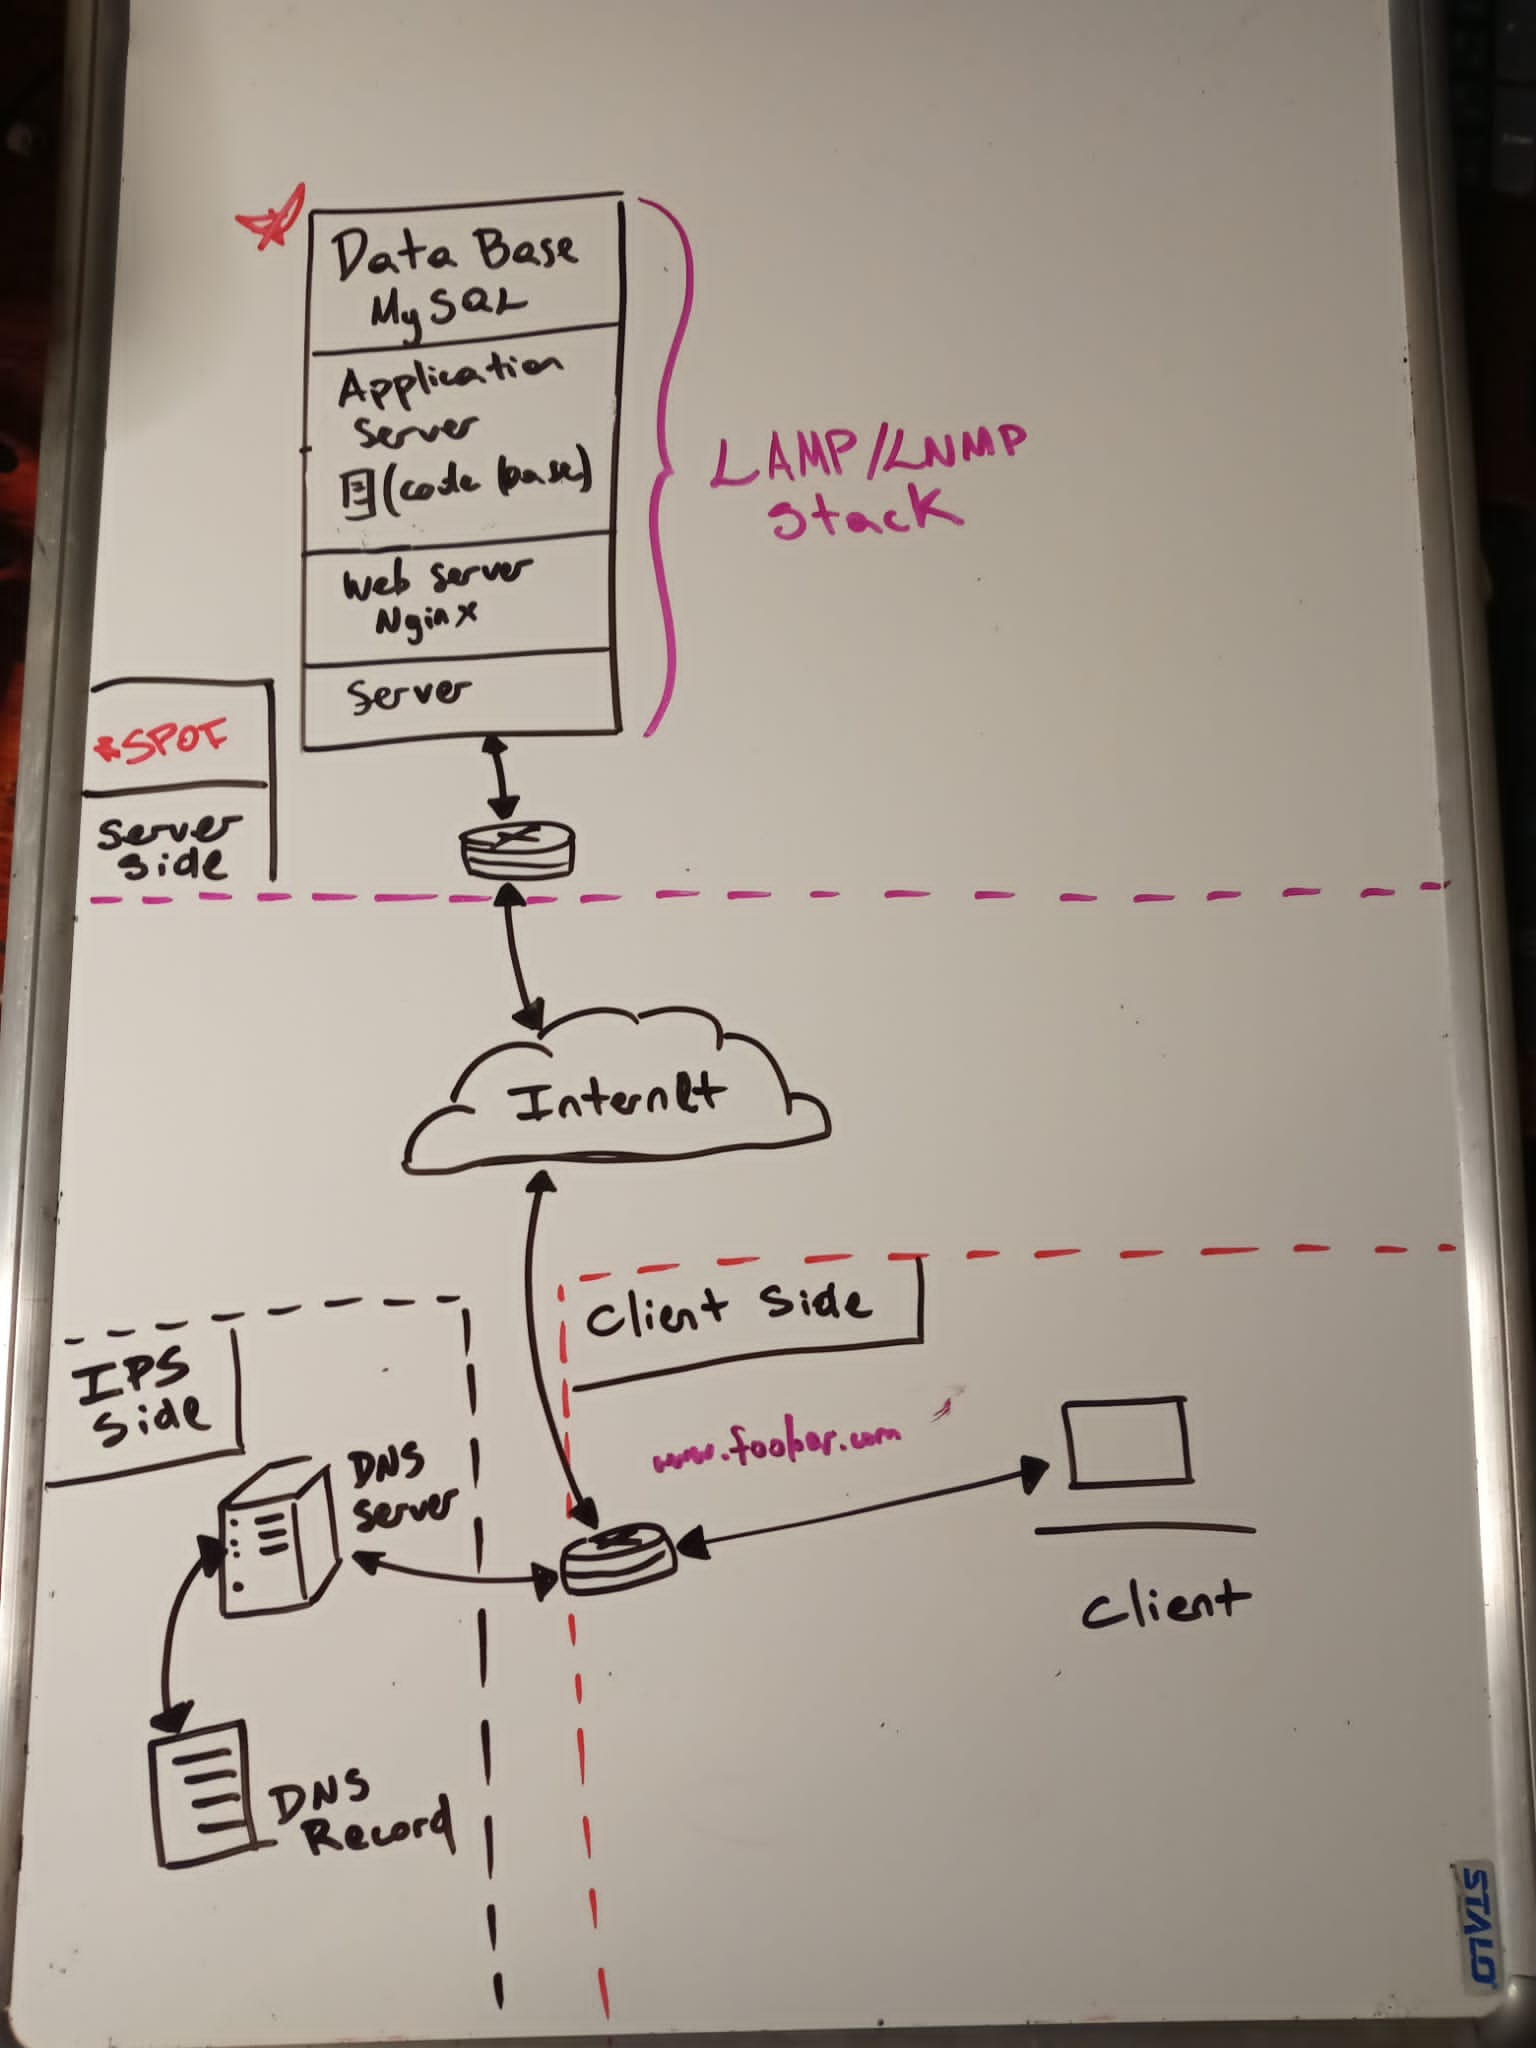 Data Base
MySQL
Application
Server
(code base)
Web Server
Nginx
Server
LAMP/LNMP
Stack
*SPOF
Server
Side
Internet
Client Side
IPS
Side
www.foobar.com
DNS
Server
Client
DNS
Record
STALO